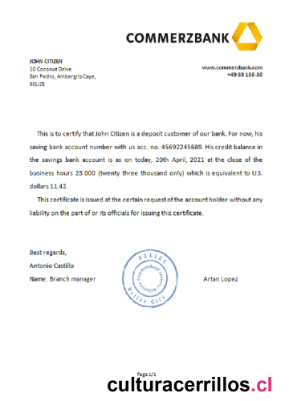 COMMERZBANK
JOHN CITIZEN
10 Coconut Drive
San Pedro, Ambergris Caye,
BELIZE
www.commerzbank.com
+49 69 136-20
This is to certify that John Citizen is a deposit customer of our bank. For now, his
saving bank account number with us acc. no. 45692245689. His credit balance in
the savings bank account is as on today, 20th April, 2021 at the close of the
business hours 23.000 (twenty three thousand only) which is equivalent to U.S.
dollars 11.42.
This certificate is issued at the certain request of the account holder without any
liability on the part of or its officials for issuing this certificate.
Best regards,
Antonio Castillo
Name: Branch manager
BELIZE
Belize City
Artan Lopez
Page 1/1
culturacerrillos.cl